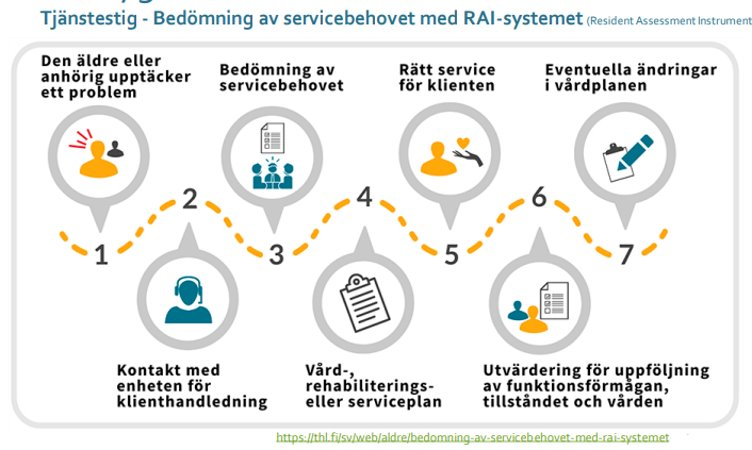 Tjänstestig - Bedömning av servicebehovet med RAI-systemet (Resident Assessment Instrument
Den äldre eller
anhörig upptäcker
ett problem
1
2
Kontakt med
enheten för
klienthandledning
Bedömning av
servicebehovet
3
4
Vård-,
rehabiliterings-
eller serviceplan
Rätt service
för klienten
5
6
Utvärdering för uppföljning
av funktionsförmågan,
tillståndet och vården
Eventuella ändringar
i vårdplanen
7
https://thl.fi/sv/web/aldre/bedomning-av-servicebehovet-med-rai-systemet